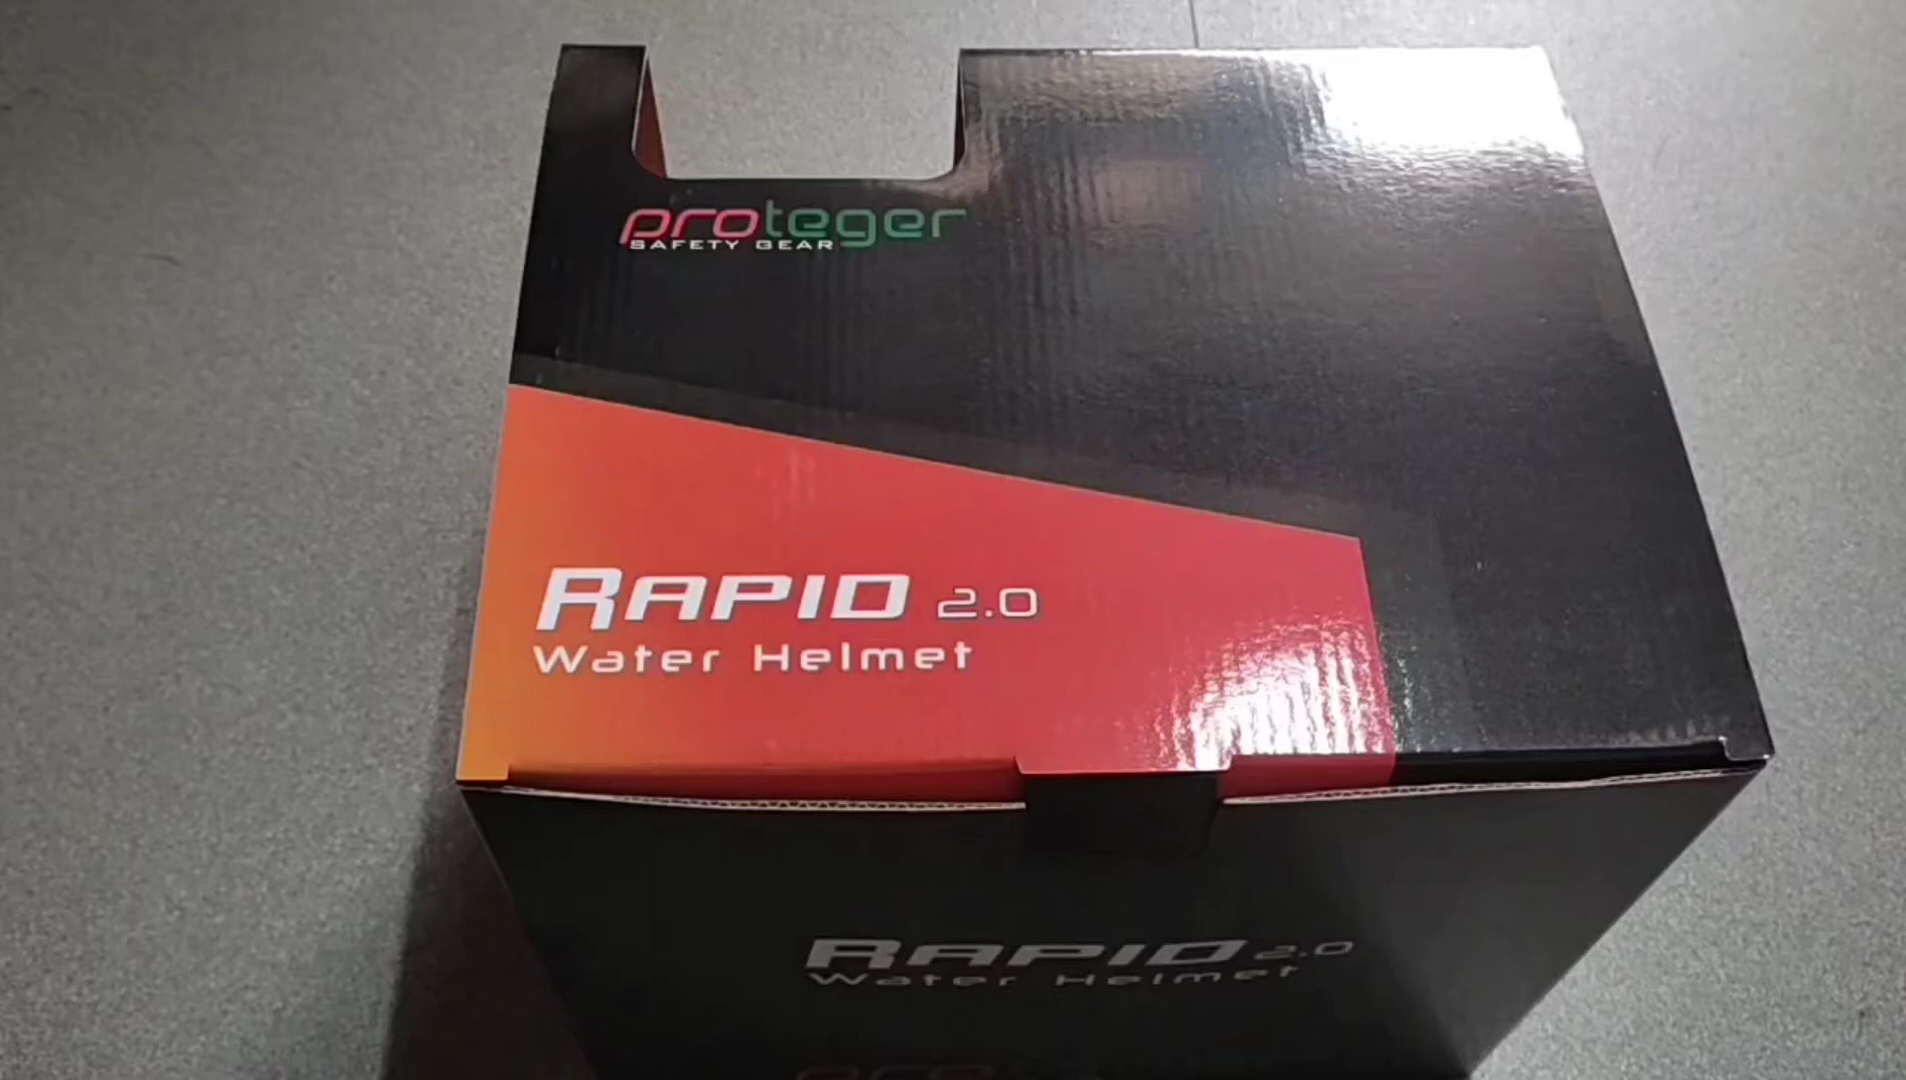 proteger
SAFETY GEAR
RAPID 2.0
Water Helmet
RAPID 2.0
Water Helmet